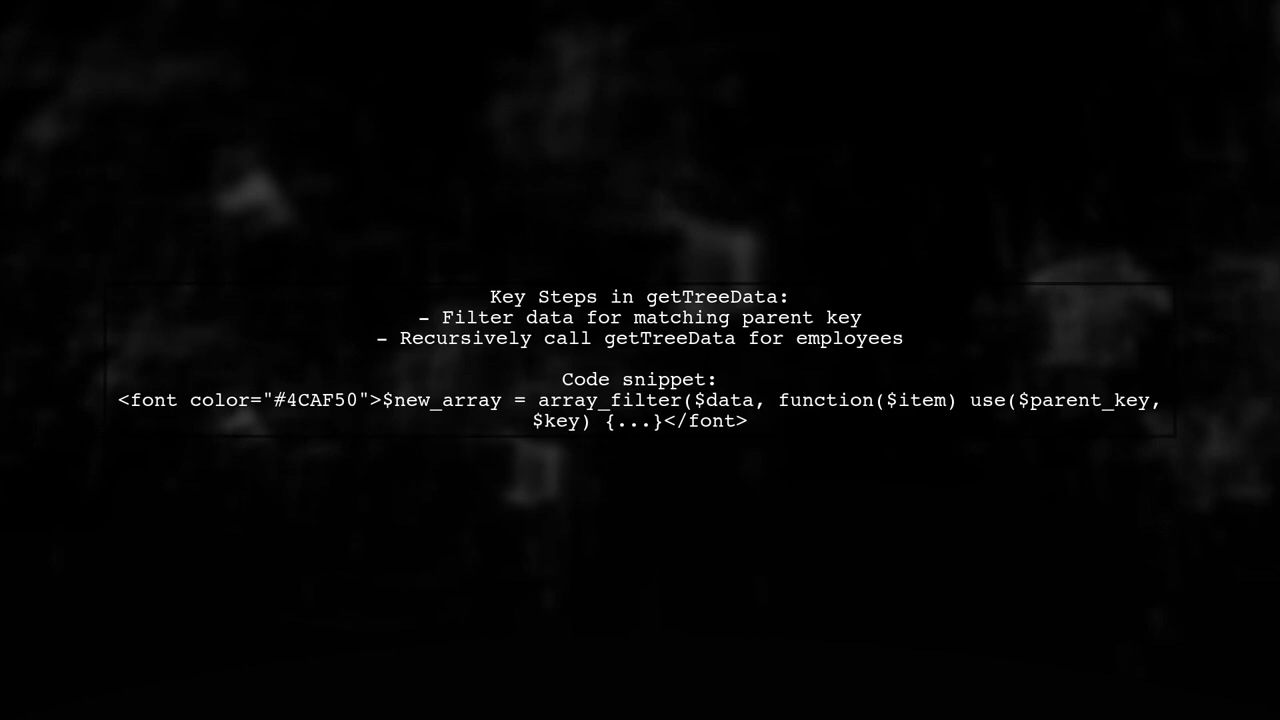 Key Steps in getTreeData:
- Filter data for matching parent key
- Recursively call getTreeData for employees
Code snippet:
<font color="#4CAF50">$new_array = array_filter($data, function($item) use($parent_key,
$key) {...}</font>